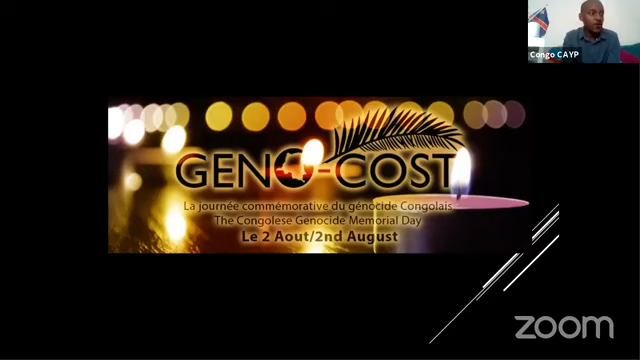 Congo CAYP
GENO-COST
La journée commémorative du génocide Congolais
The Congolese Genocide Memorial Day
Le 2 Aout/2nd August
zoom